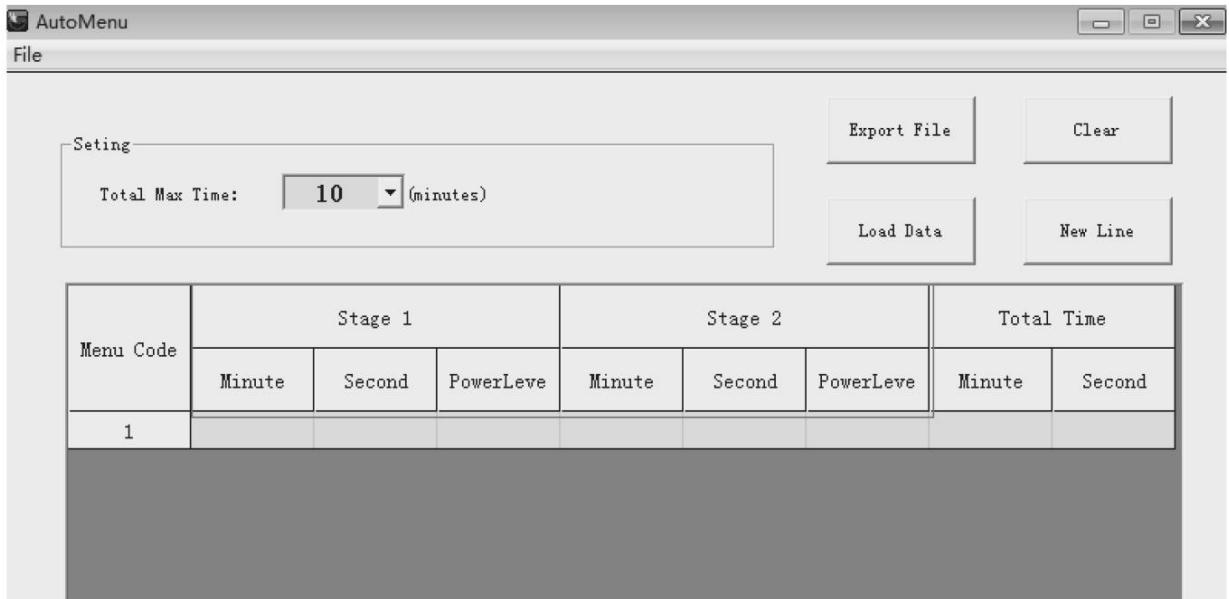 AutoMenu
File
Seting
Total Max Time: 10 (minutes)
Export File Clear
Load Data New Line
Menu Code Stage 1 Stage 2 Total Time
Minute Second PowerLeve Minute Second PowerLeve Minute Second
1